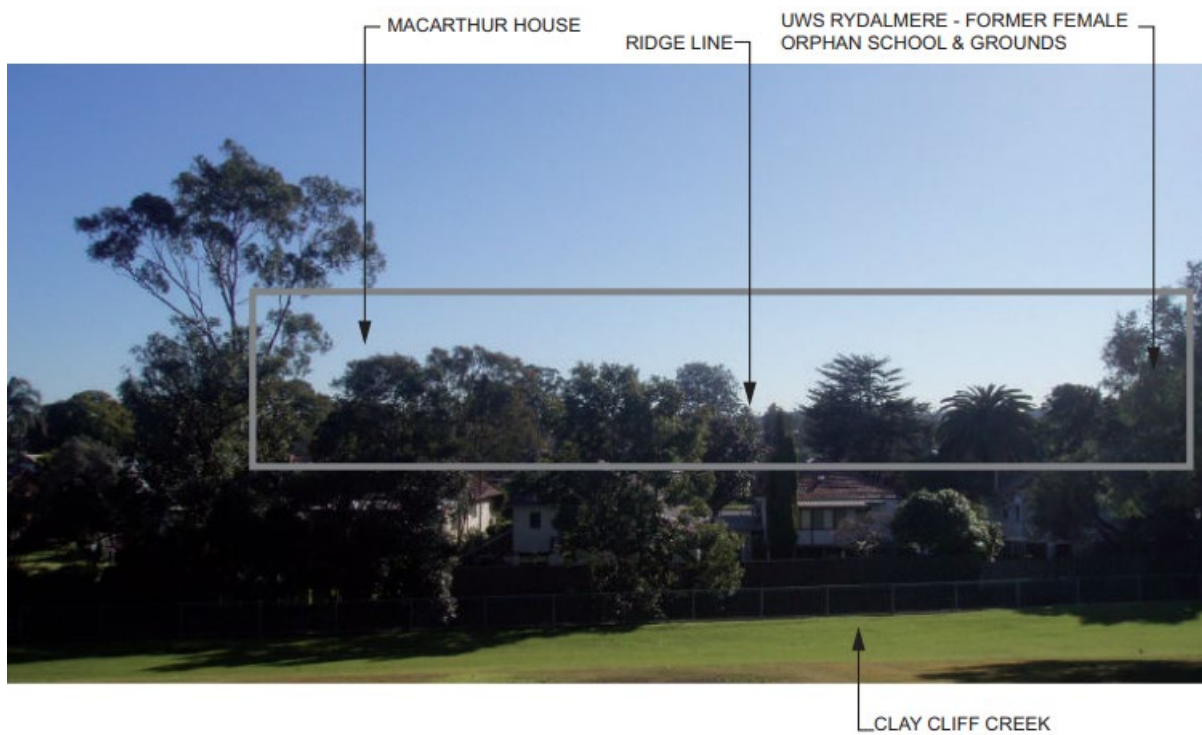 MACARTHUR HOUSE
RIDGE LINE
UWS RYDALMERE - FORMER FEMALE
ORPHAN SCHOOL & GROUNDS
CLAY CLIFF CREEK